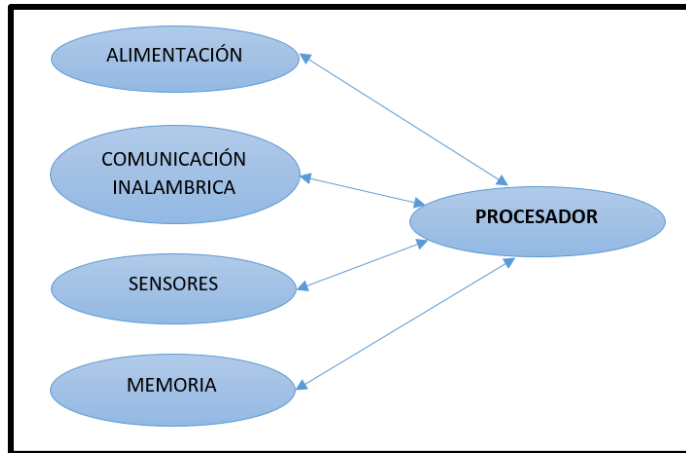 ALIMENTACIÓN
COMUNICACIÓN
INALAMBRICA
PROCESADOR
SENSORES
MEMORIA